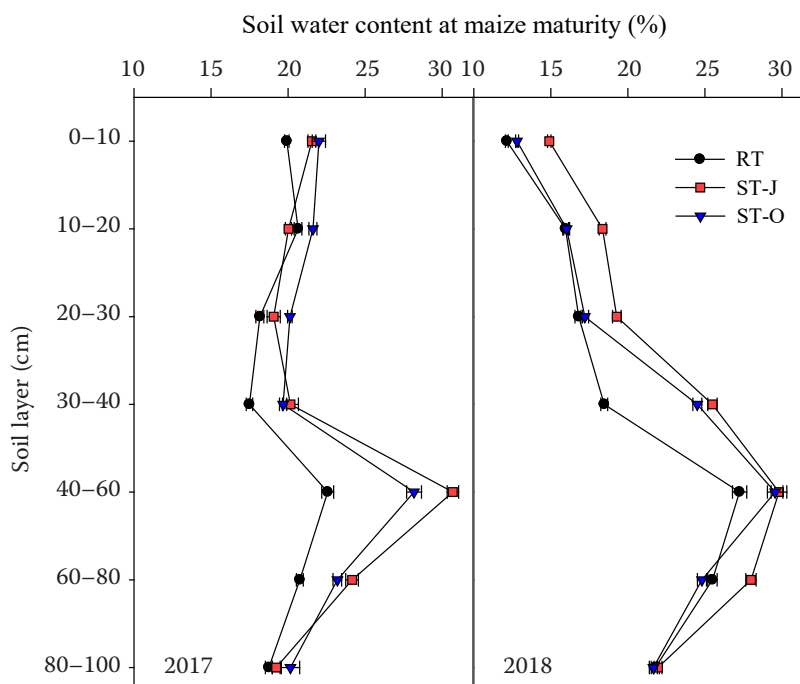 Soil water content at maize maturity (%)
10 15 20 25 30 10 15 20 25 30
0–10
RT
ST-J
ST-O
10–20
20–30
Soil layer (cm)
30–40
40–60
60–80
80–100
2017 2018